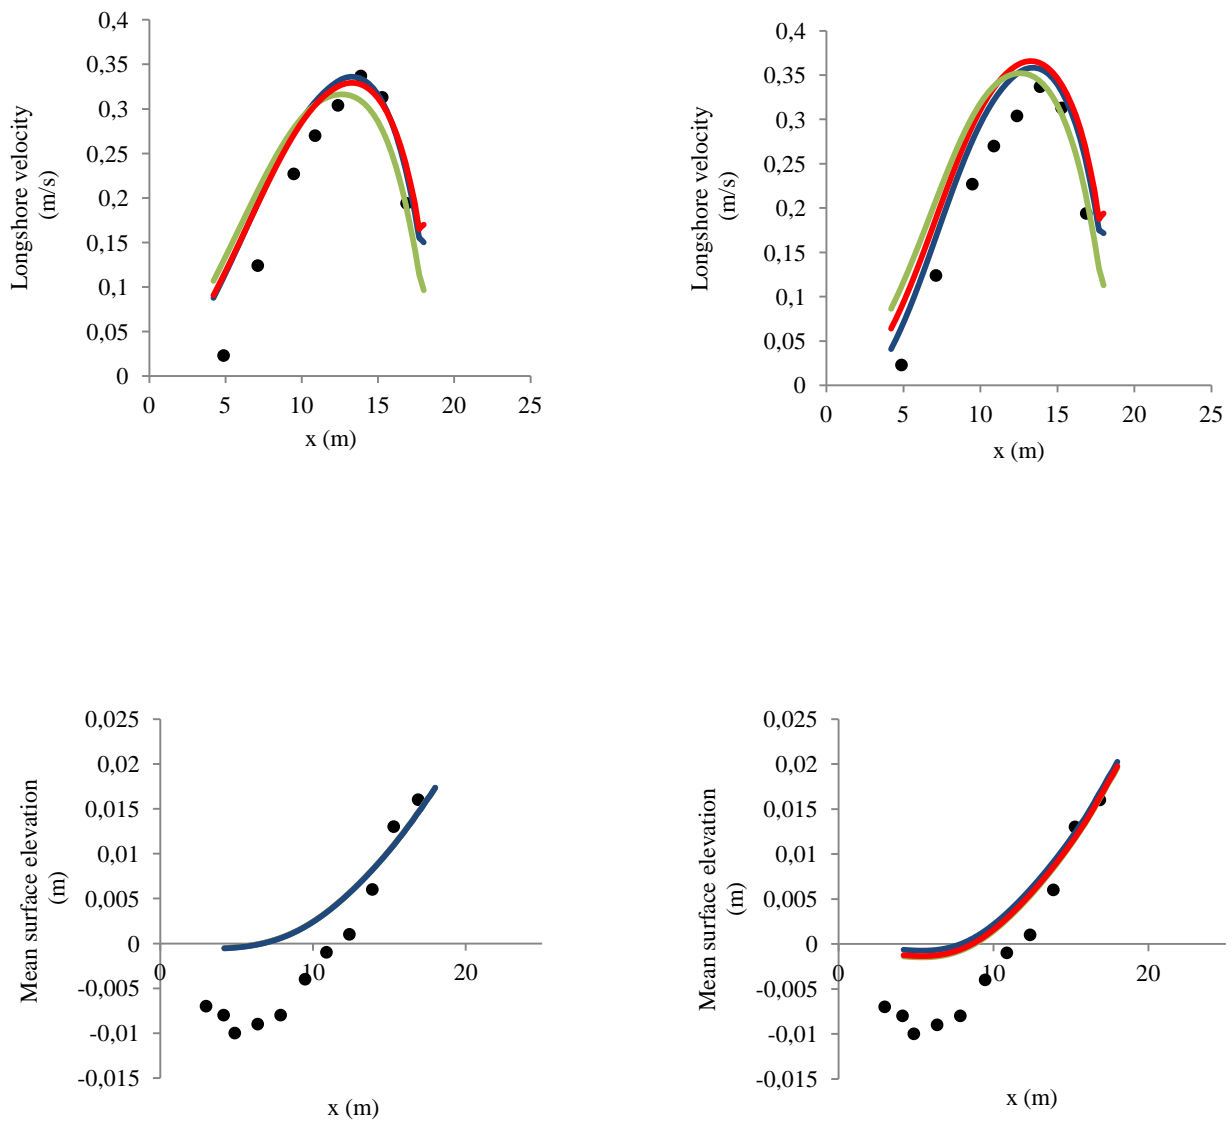 Longshore velocity
(m/s)
0,4
0,35
0,3
0,25
0,2
0,15
0,1
0,05
0
0 5 10 15 20 25
x (m)
Longshore velocity
(m/s)
0,4
0,35
0,3
0,25
0,2
0,15
0,1
0,05
0
0 5 10 15 20 25
x (m)
Mean surface elevation
(m)
0,025
0,02
0,015
0,01
0,005
0
-0,005
-0,01
-0,015
0 10 20
x (m)
Mean surface elevation
(m)
0,025
0,02
0,015
0,01
0,005
0
-0,005
-0,01
-0,015
0 10 20
x (m)